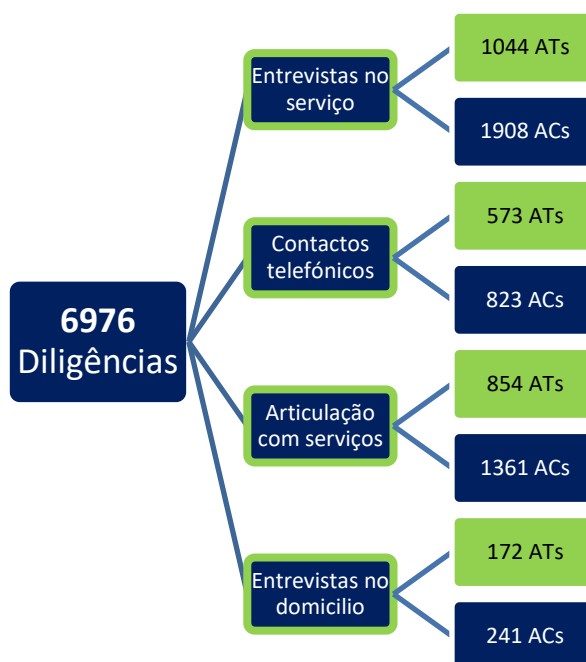 6976
Diligências
Entrevistas no
serviço
1044 ATs
1908 ACs
Contactos
telefónicos
573 ATs
823 ACs
Articulação
com serviços
854 ATs
1361 ACs
Entrevistas no
domicilio
172 ATs
241 ACs